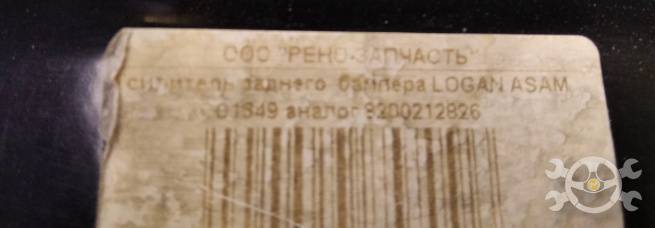 ООО "РЕНО-ЗАПЧАСТЬ"
заднего бампера LOGAN ASAM
01349 аналог 8200212826